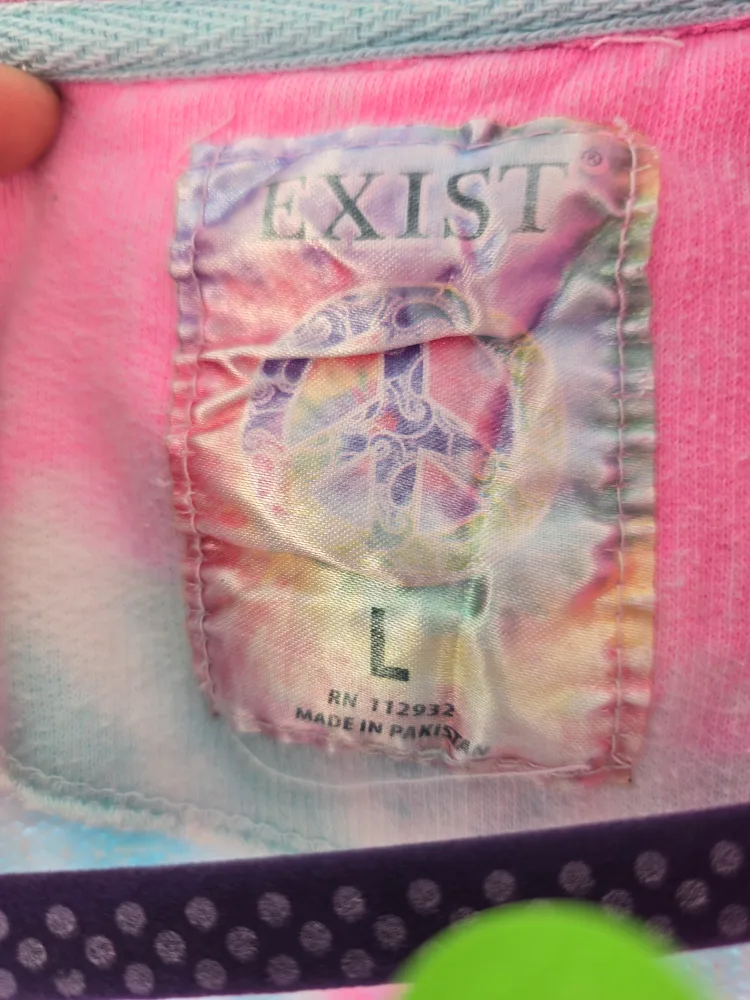 EXIST®
L
RN 112932
MADE IN PAKISTAN